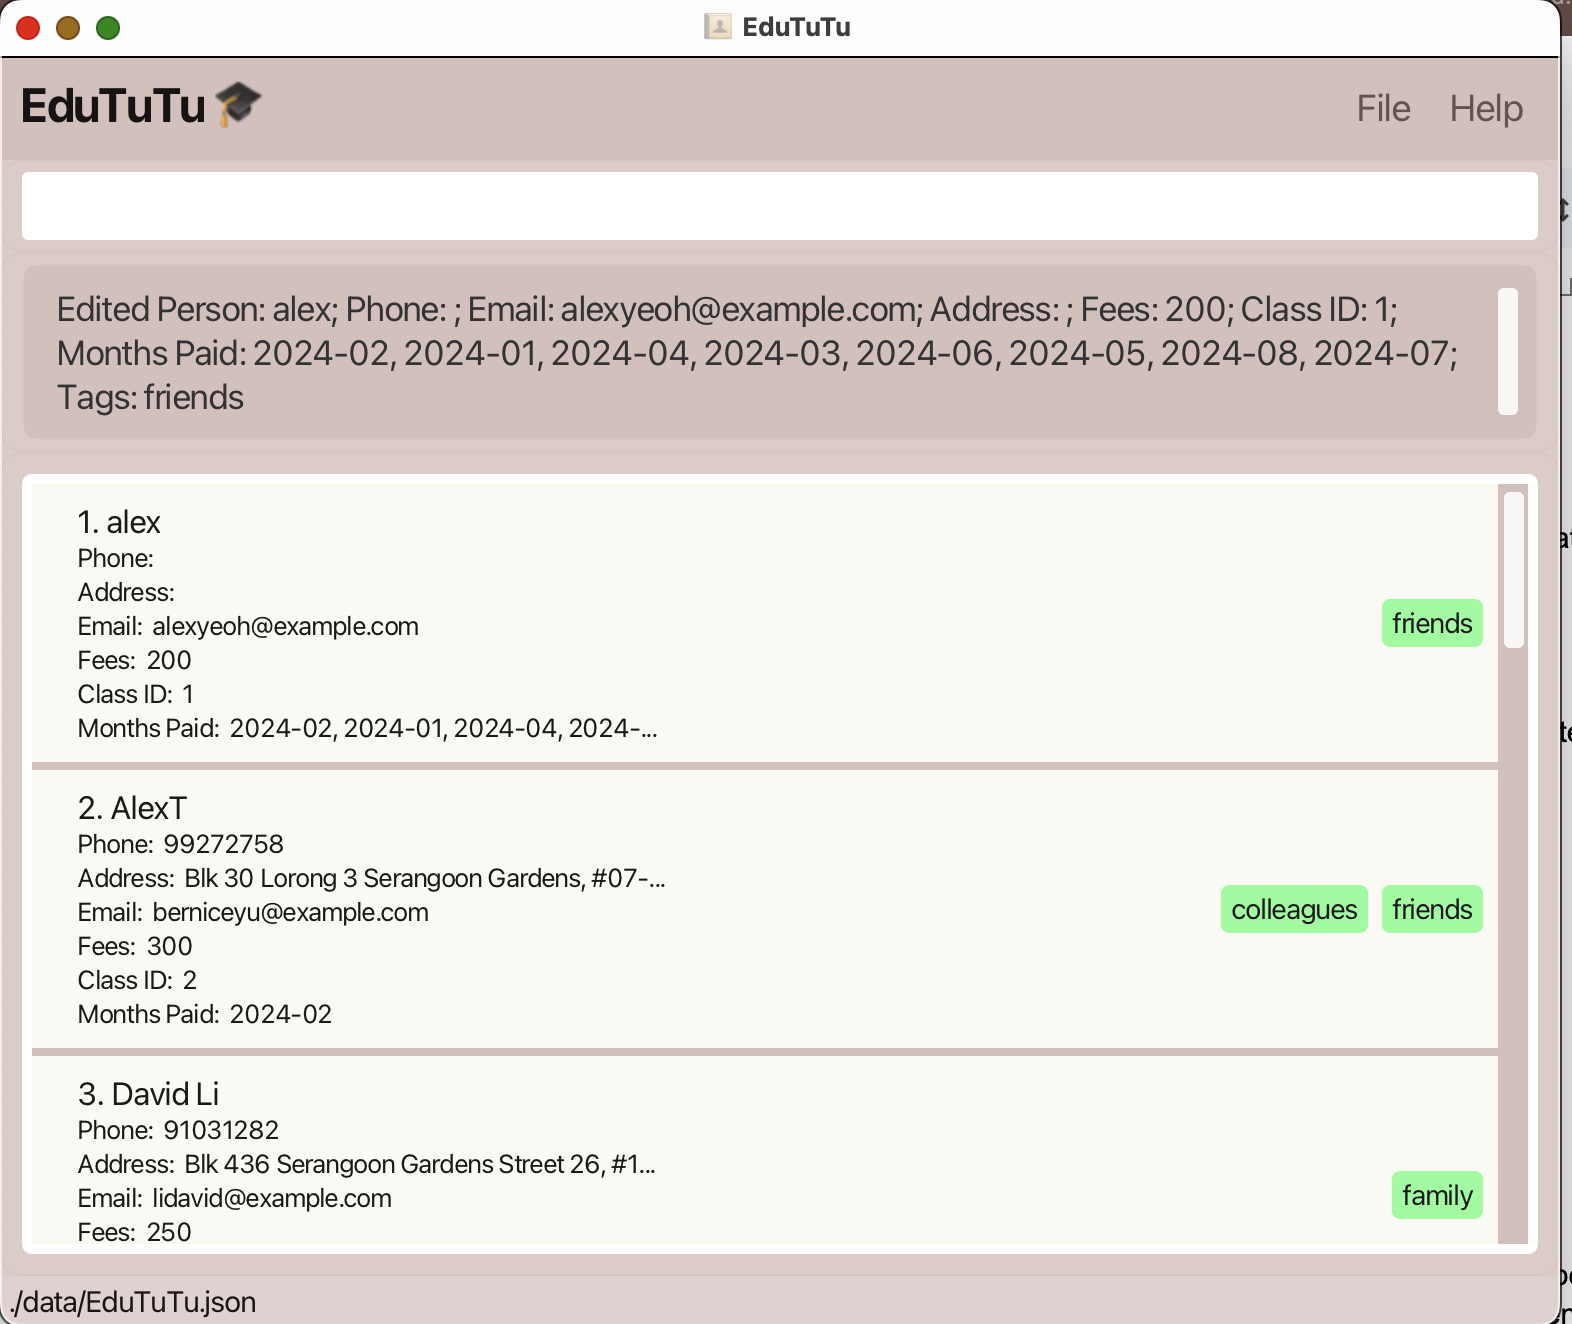 EduTuTu
EduTuTu
File Help
Edited Person: alex; Phone: ; Email: alexyeoh@example.com; Address: ; Fees: 200; Class ID: 1;
Months Paid: 2024-02, 2024-01, 2024-04, 2024-03, 2024-06, 2024-05, 2024-08, 2024-07;
Tags: friends
1. alex
Phone:
Address:
Email: alexyeoh@example.com
friends
Fees: 200
Class ID: 1
Months Paid: 2024-02, 2024-01, 2024-04, 2024-...
2. AlexT
Phone: 99272758
Address: Blk 30 Lorong 3 Serangoon Gardens, #07-...
Email: berniceyu@example.com
colleagues friends
Fees: 300
Class ID: 2
Months Paid: 2024-02
3. David Li
Phone: 91031282
Address: Blk 436 Serangoon Gardens Street 26, #1...
Email: lidavid@example.com
family
Fees: 250
./data/EduTuTu.json